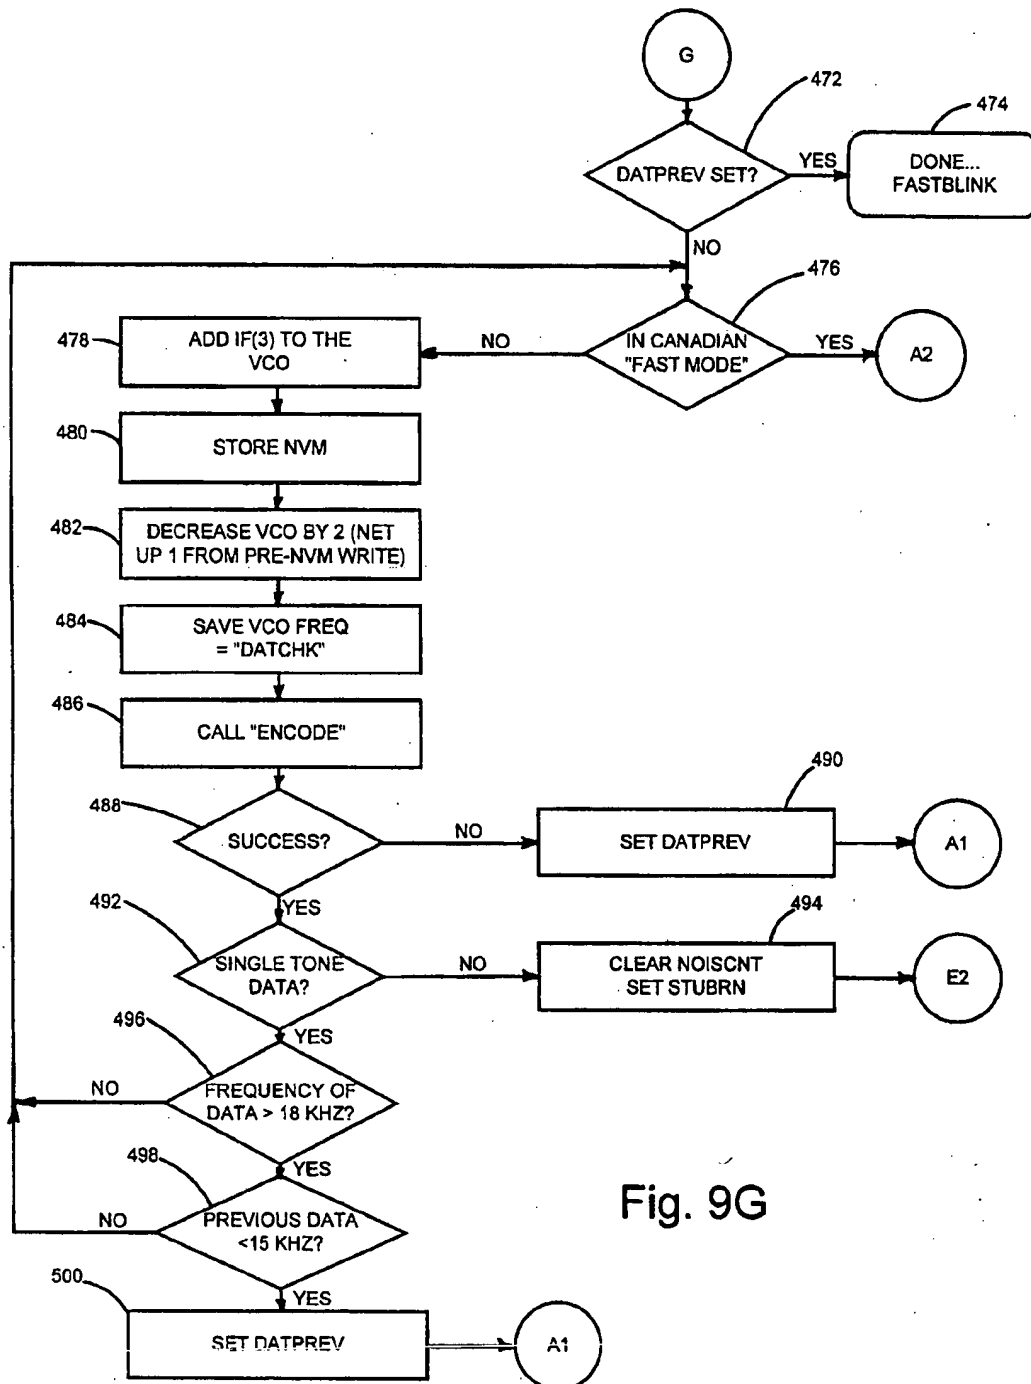 G
472
474
DATPREV SET?
YES
DONE...
FASTBLINK
NO
476
478
ADD IF(3) TO THE
VCO
NO
IN CANADIAN
"FAST MODE"
YES
A2
480
STORE NVM
482
DECREASE VCO BY 2 (NET
UP 1 FROM PRE-NVM WRITE)
484
SAVE VCO FREQ
= "DATCHK"
486
CALL "ENCODE"
488
SUCCESS?
NO
490
SET DATPREV
A1
YES
492
SINGLE TONE
DATA?
NO
494
CLEAR NOISCNT
SET STUBRN
E2
YES
496
NO
FREQUENCY OF
DATA > 18 KHZ?
YES
498
NO
PREVIOUS DATA
<15 KHZ?
YES
500
SET DATPREV
A1
Fig. 9G